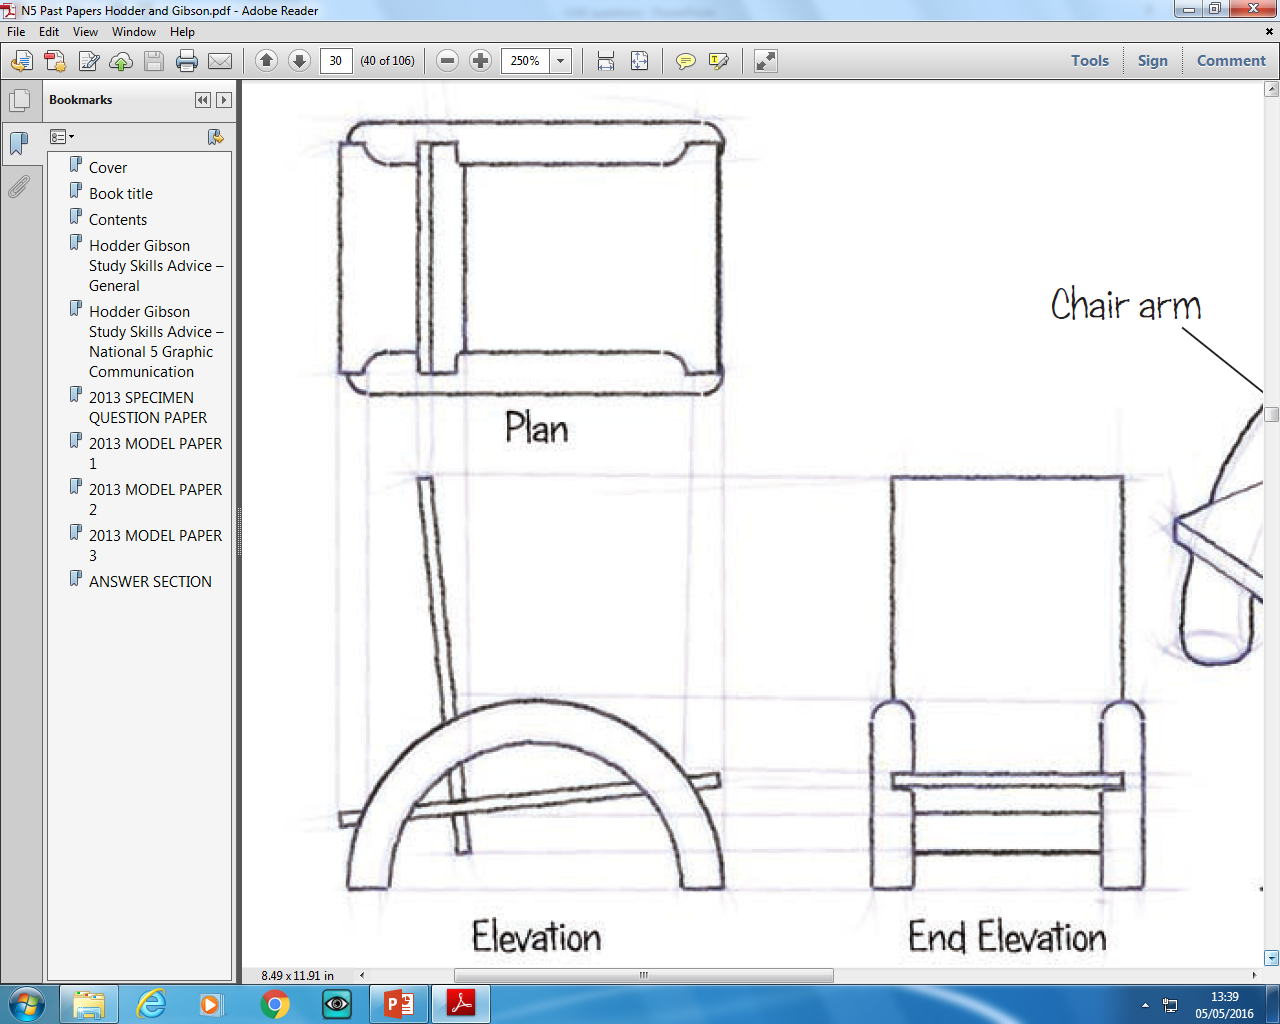 N5 Past Papers Hodder and Gibson.pdf - Adobe Reader
File Edit View Window Help
30 (40 of 106) 250% Tools Sign Comment
Bookmarks
Cover
Book title
Contents
Hodder Gibson
Study Skills Advice –
General
Hodder Gibson
Study Skills Advice –
National 5 Graphic
Communication
2013 SPECIMEN
QUESTION PAPER
2013 MODEL PAPER
1
2013 MODEL PAPER
2
2013 MODEL PAPER
3
ANSWER SECTION
Chair arm
Plan
Elevation
End Elevation
8.49 x 11.91 in
13:39
05/05/2016